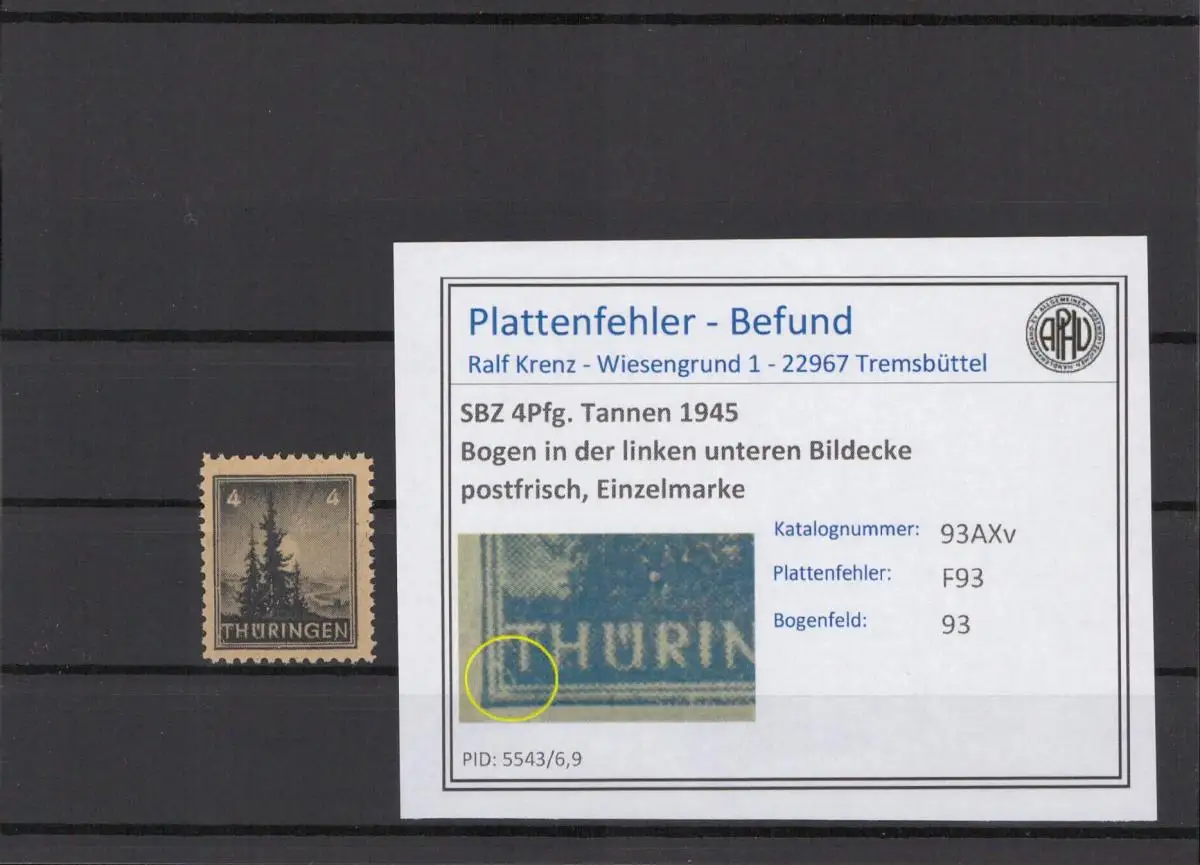 4 4
THÜRINGEN
Plattenfehler - Befund
Ralf Krenz - Wiesengrund 1 - 22967 Tremsbüttel
APHV
SBZ 4Pfg. Tannen 1945
Bogen in der linken unteren Bildecke
postfrisch, Einzelmarke
Katalognummer: 93AXv
Plattenfehler: F93
Bogenfeld: 93
THÜRIN
PID: 5543/6,9